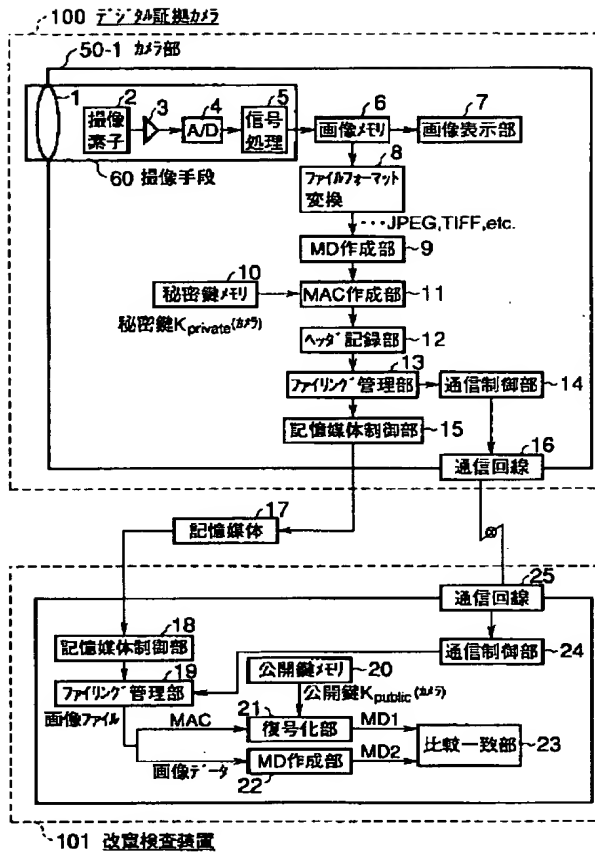 100 デジタル証拠カメラ
50-1 カメラ部
1
2
撮像
素子
3
4
A/D
5
信号
処理
6
画像メモリ
7
画像表示部
60 撮像手段
8
ファイルフォーマット
変換
・・・JPEG,TIFF,etc.
MD作成部
9
10
秘密鍵メモリ
MAC作成部
11
秘密鍵Kprivate(カメラ)
ヘッダ記録部
12
13
ファイリング管理部
通信制御部
14
記憶媒体制御部
15
16
通信回線
17
記憶媒体
25
通信回線
18
記憶媒体制御部
通信制御部
24
19
ファイリング管理部
公開鍵メモリ
20
公開鍵Kpublic(カメラ)
画像ファイル
MAC
21
復号化部
MD1
比較一致部
23
画像データ
MD作成部
22
MD2
101 改竄検査装置